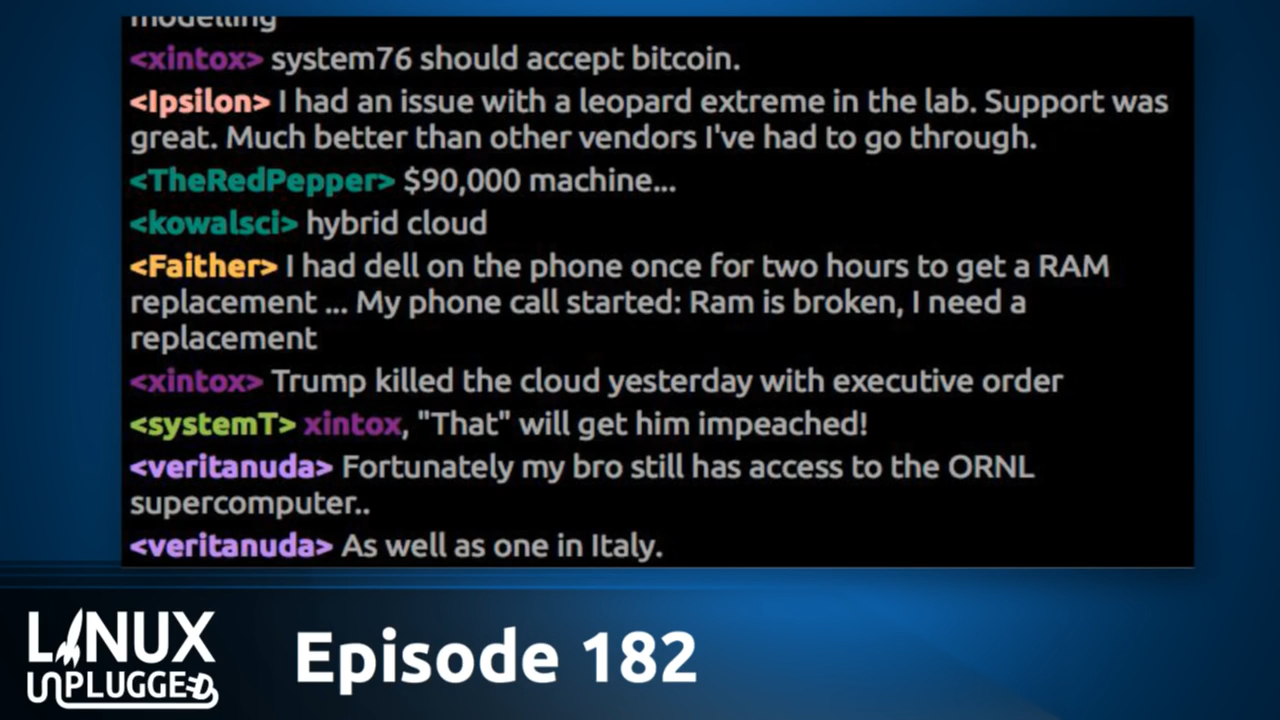 modelling
<xintox> system76 should accept bitcoin.
<Ipsilon> I had an issue with a leopard extreme in the lab. Support was
great. Much better than other vendors I've had to go through.
<TheRedPepper> $90,000 machine...
<kowalsci> hybrid cloud
<Faither> I had dell on the phone once for two hours to get a RAM
replacement ... My phone call started: Ram is broken, I need a
replacement
<xintox> Trump killed the cloud yesterday with executive order
<systemT> xintox, "That" will get him impeached!
<veritanuda> Fortunately my bro still has access to the ORNL
supercomputer..
<veritanuda> As well as one in Italy.
LINUX
UNPLUGGED
Episode 182